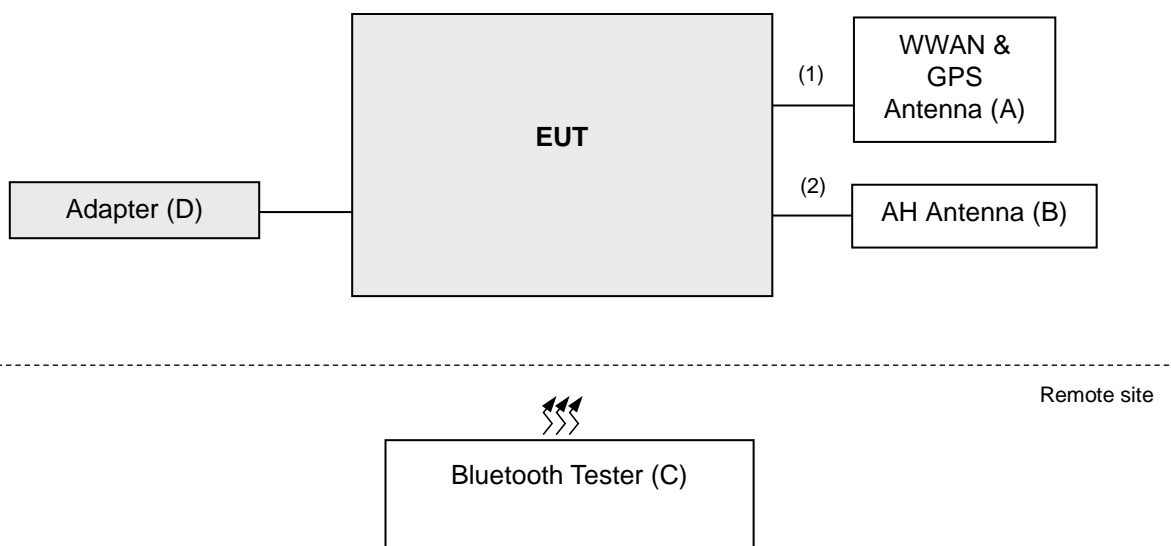 WWAN &
GPS
Antenna (A)
(1)
EUT
(2)
Adapter (D)
AH Antenna (B)
Remote site
Bluetooth Tester (C)